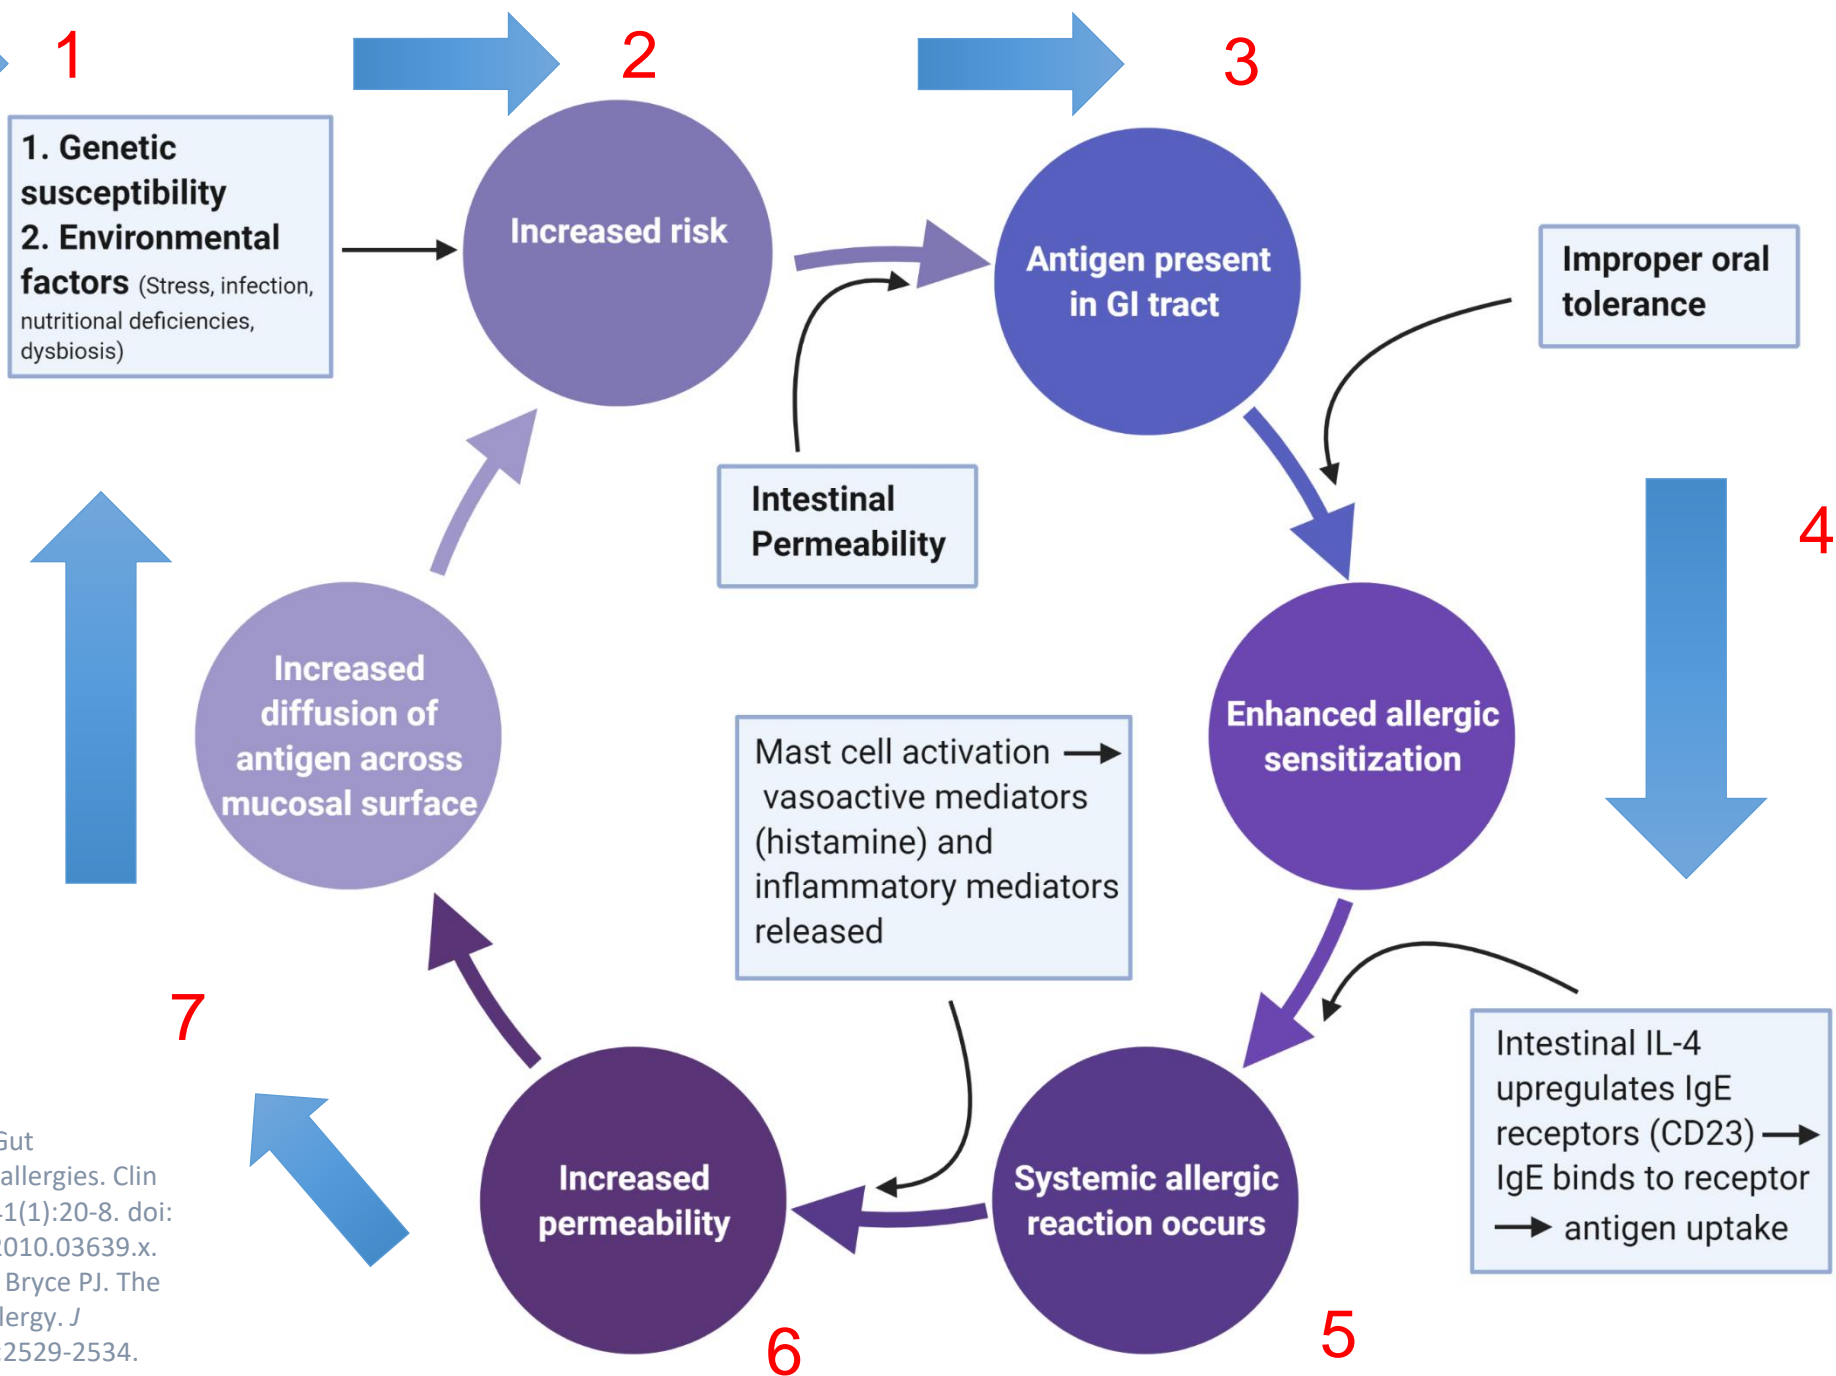 1
2
3
1. Genetic
susceptibility
2. Environmental
factors (Stress, infection,
nutritional deficiencies,
dysbiosis)
Increased risk
Antigen present
in GI tract
Improper oral
tolerance
Intestinal
Permeability
4
Increased
diffusion of
antigen across
mucosal surface
Enhanced allergic
sensitization
Mast cell activation →
vasoactive mediators
(histamine) and
inflammatory mediators
released
7
Intestinal IL-4
upregulates IgE
receptors (CD23) →
IgE binds to receptor
→ antigen uptake
Increased
permeability
Systemic allergic
reaction occurs
6
5
Gut
allergies. Clin
1(1):20-8. doi:
2010.03639.x.
Bryce PJ. The
lergy. J
:2529-2534.